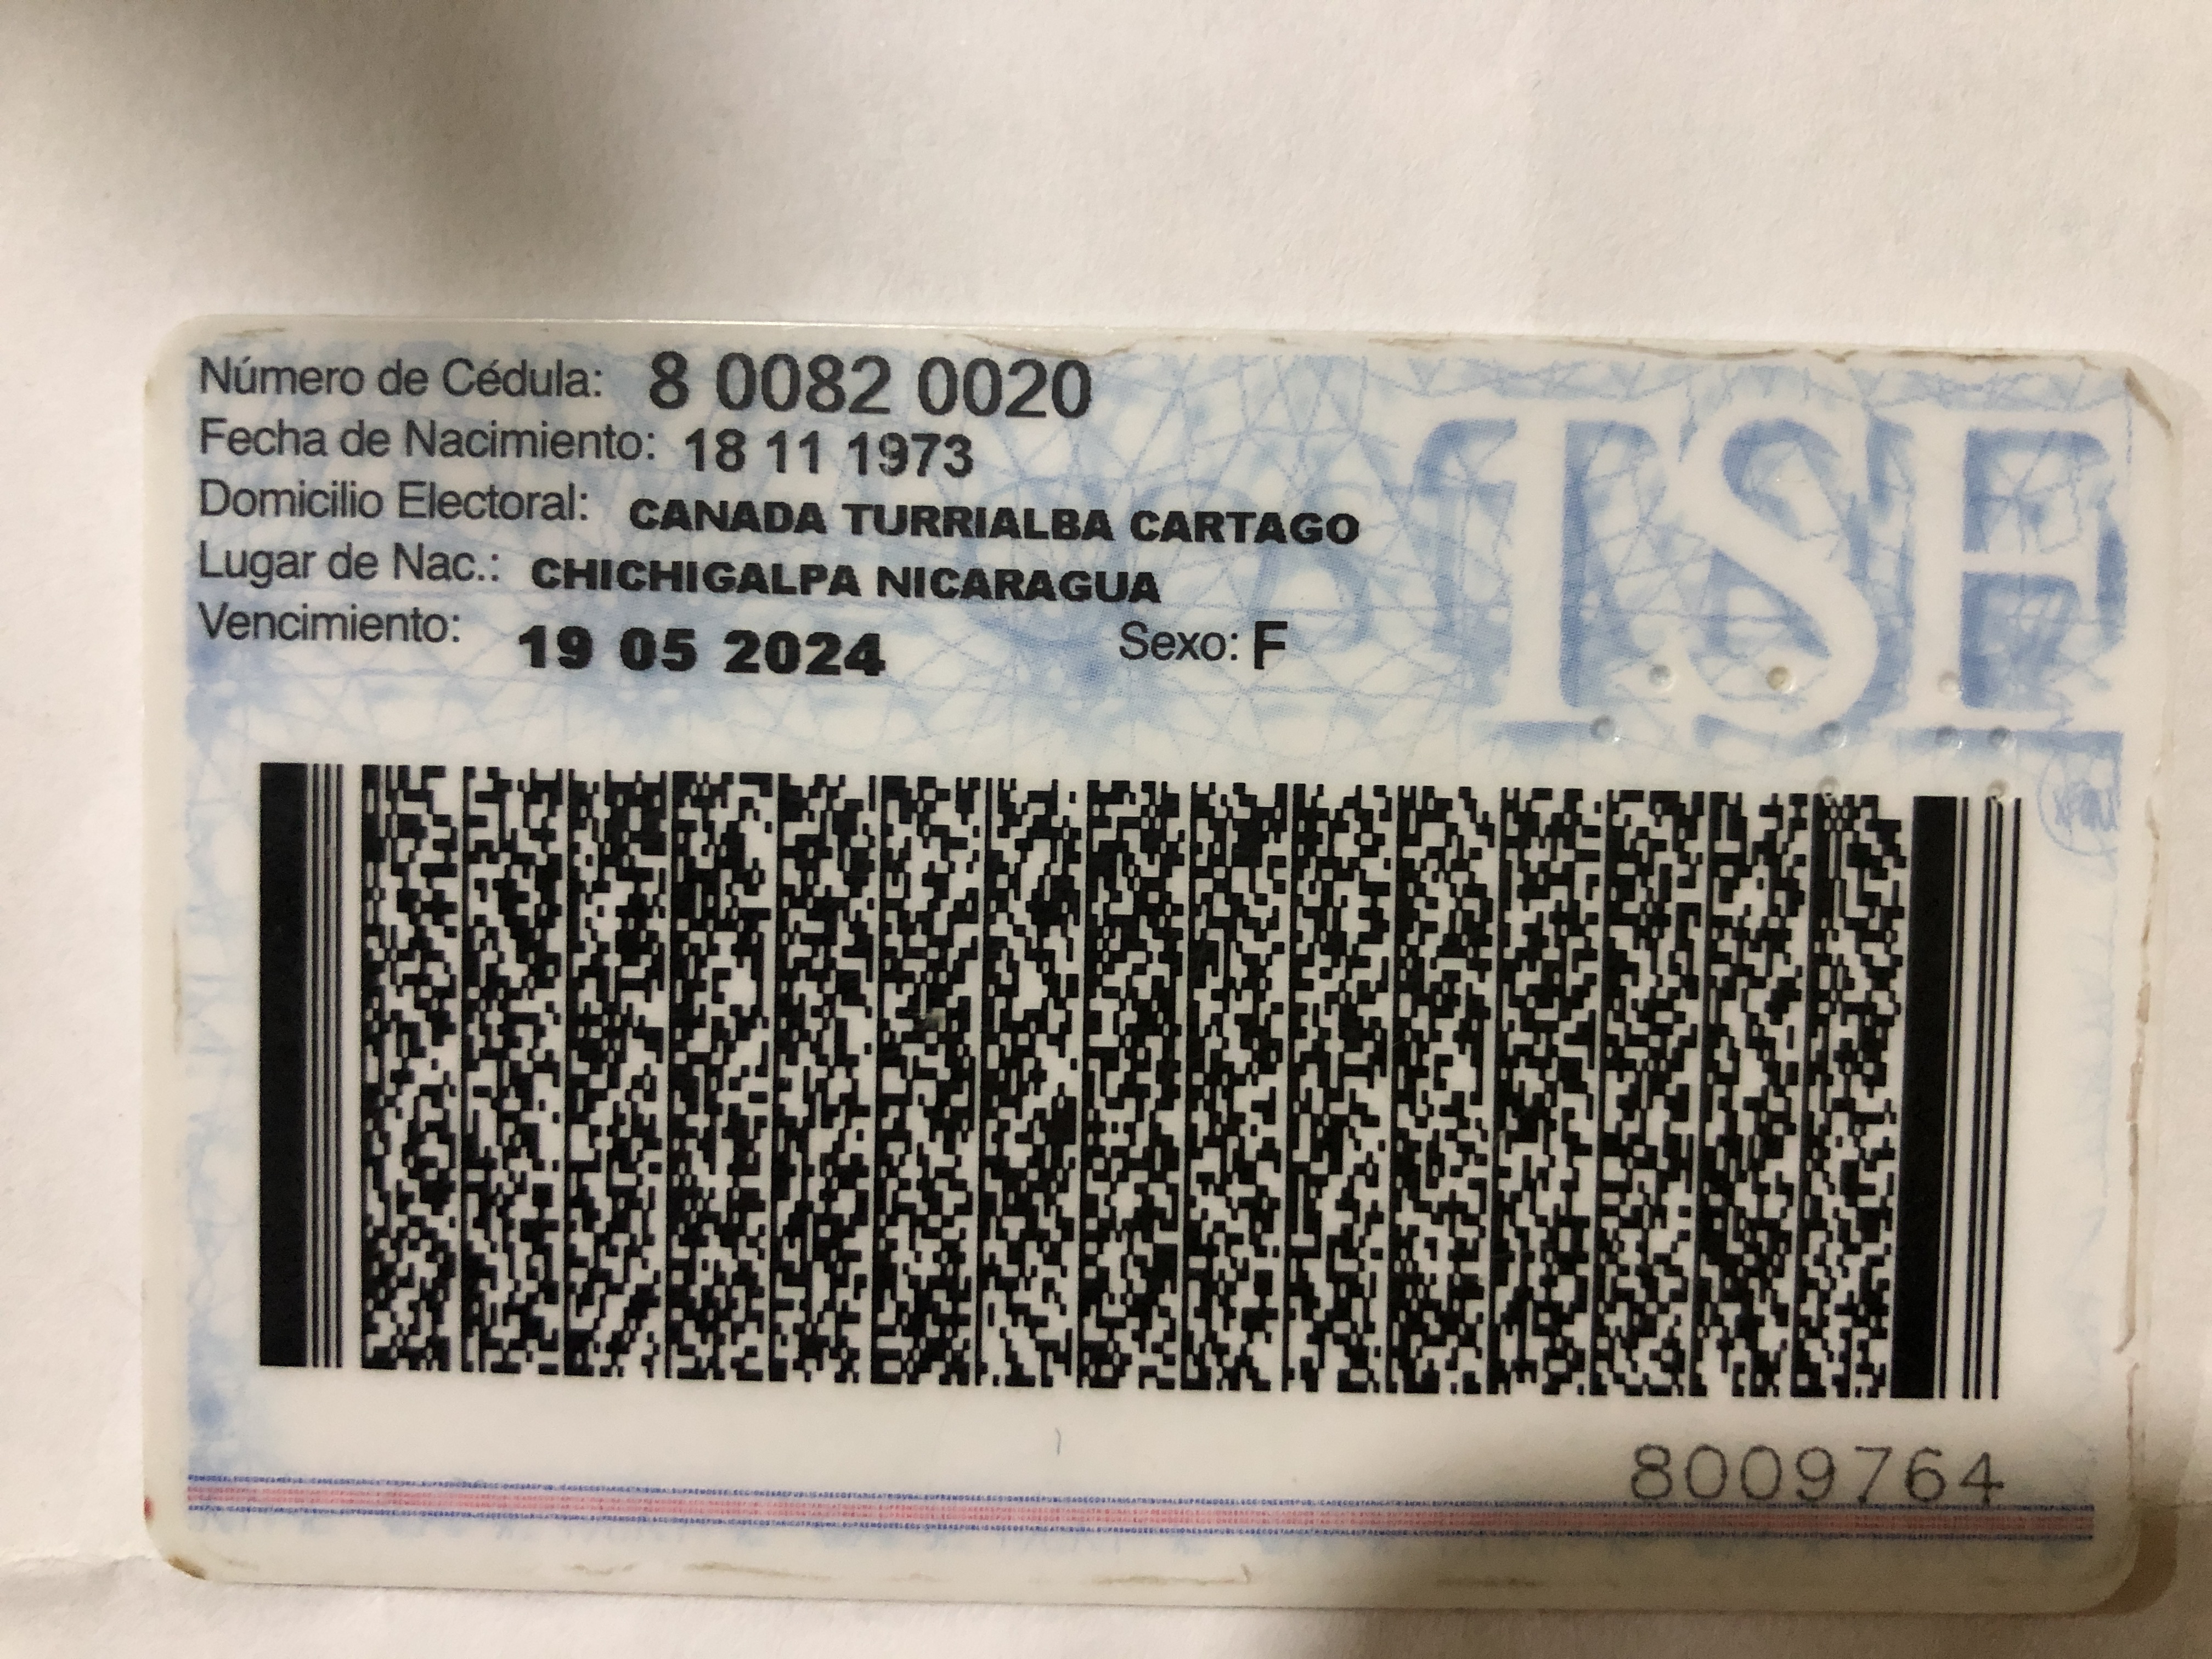 Número de Cédula: 8 0082 0020
Fecha de Nacimiento: 18 11 1973
Domicilio Electoral: CANADA TURRIALBA CARTAGO
Lugar de Nac.: CHICHIGALPA NICARAGUA
Vencimiento: 19 05 2024 Sexo: F
TSE
8009764